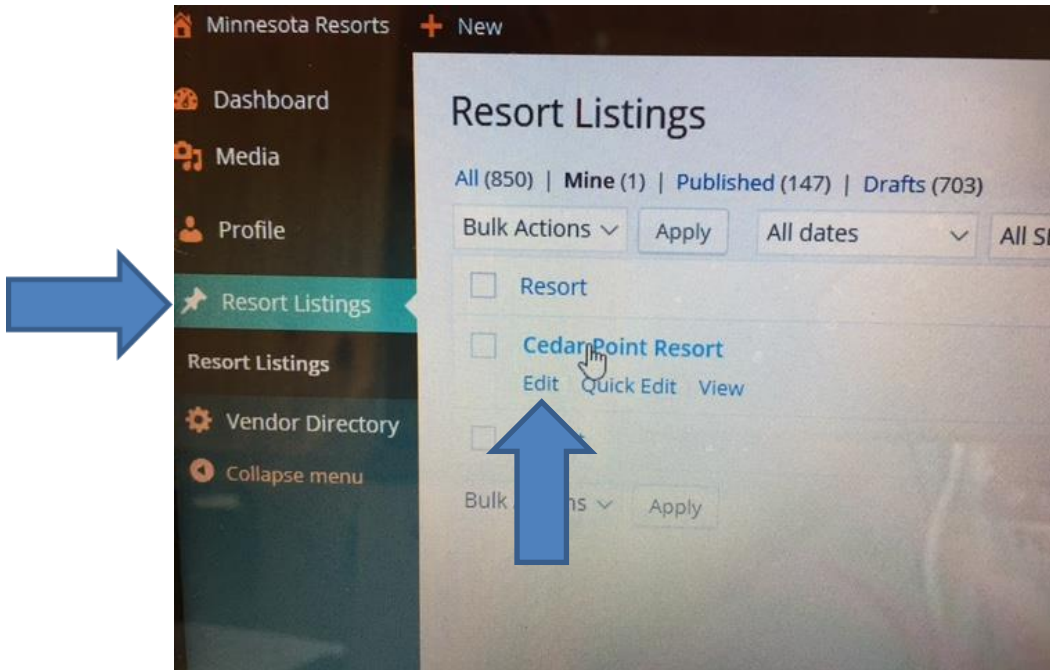 Minnesota Resorts + New
Dashboard
Media
Profile
Resort Listings
Resort Listings
Vendor Directory
Collapse menu
Resort Listings
All (850) | Mine (1) | Published (147) | Drafts (703)
Bulk Actions Apply All dates All
Resort
Cedar Point Resort
Edit Quick Edit View
Bulk Apply